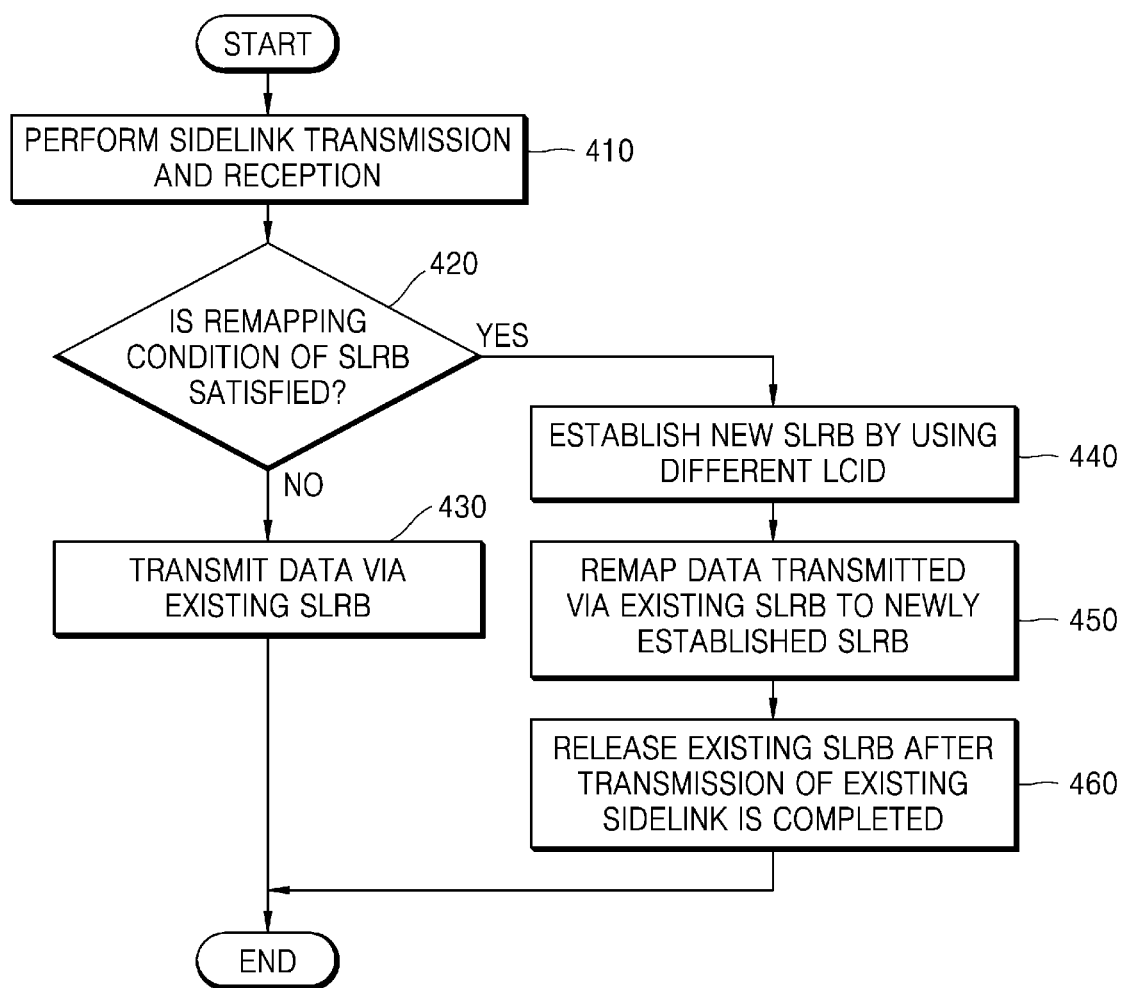 START
PERFORM SIDELINK TRANSMISSION
AND RECEPTION
410
420
IS REMAPPING
CONDITION OF SLRB
SATISFIED?
YES
NO
430
TRANSMIT DATA VIA
EXISTING SLRB
ESTABLISH NEW SLRB BY USING
DIFFERENT LCID
440
REMAP DATA TRANSMITTED
VIA EXISTING SLRB TO NEWLY
ESTABLISHED SLRB
450
RELEASE EXISTING SLRB AFTER
TRANSMISSION OF EXISTING
SIDELINK IS COMPLETED
460
END